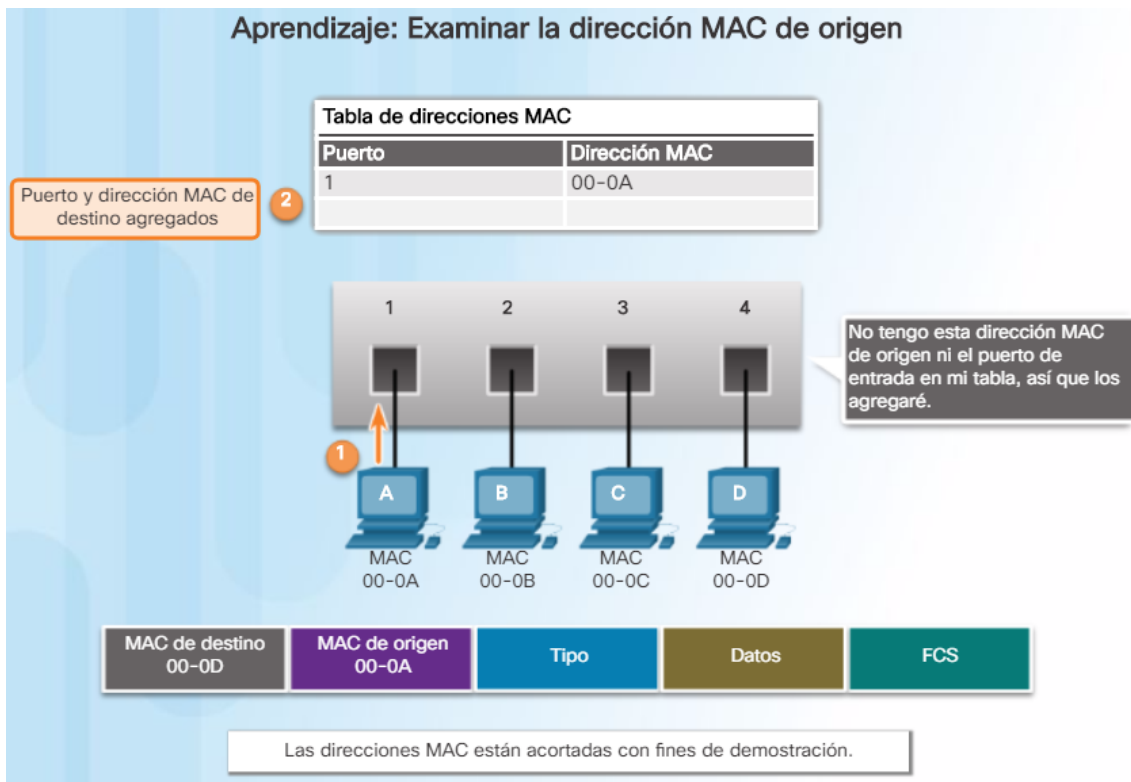 Aprendizaje: Examinar la dirección MAC de origen
Tabla de direcciones MAC
Puerto Dirección MAC
1 00-0A
Puerto y dirección MAC de
destino agregados
2
1 2 3 4
No tengo esta dirección MAC
de origen ni el puerto de
entrada en mi tabla, así que los
agregaré.
1
A B C D
MAC MAC MAC MAC
00-0A 00-0B 00-0C 00-0D
MAC de destino
00-0D
MAC de origen
00-0A
Tipo
Datos
FCS
Las direcciones MAC están acortadas con fines de demostración.